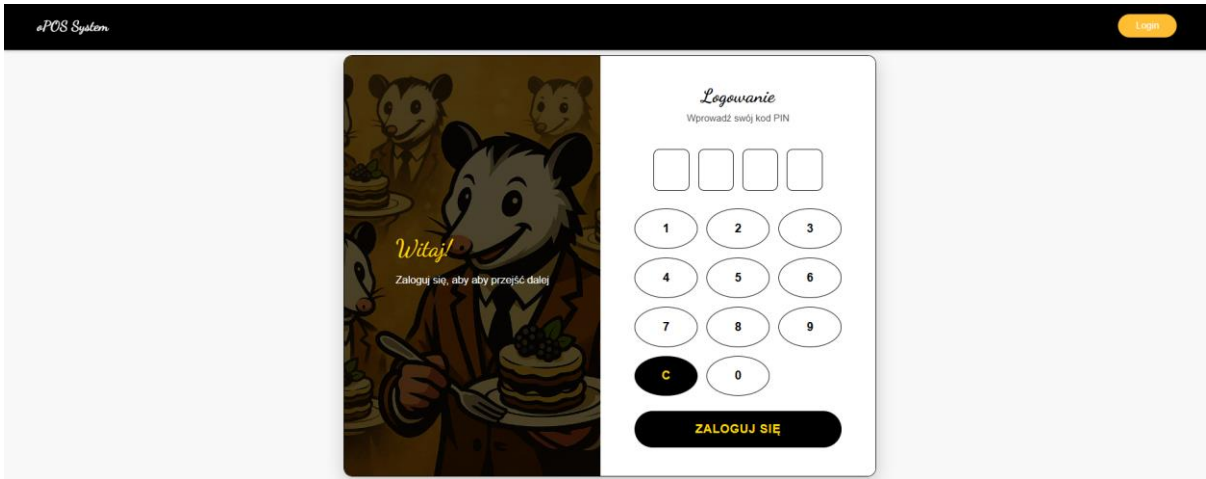 oPOS System
Login
Witaj!
Zaloguj się, aby aby przejść dalej
Logowanie
Wprowadź swój kod PIN
1 2 3
4 5 6
7 8 9
C 0
ZALOGUJ SIĘ